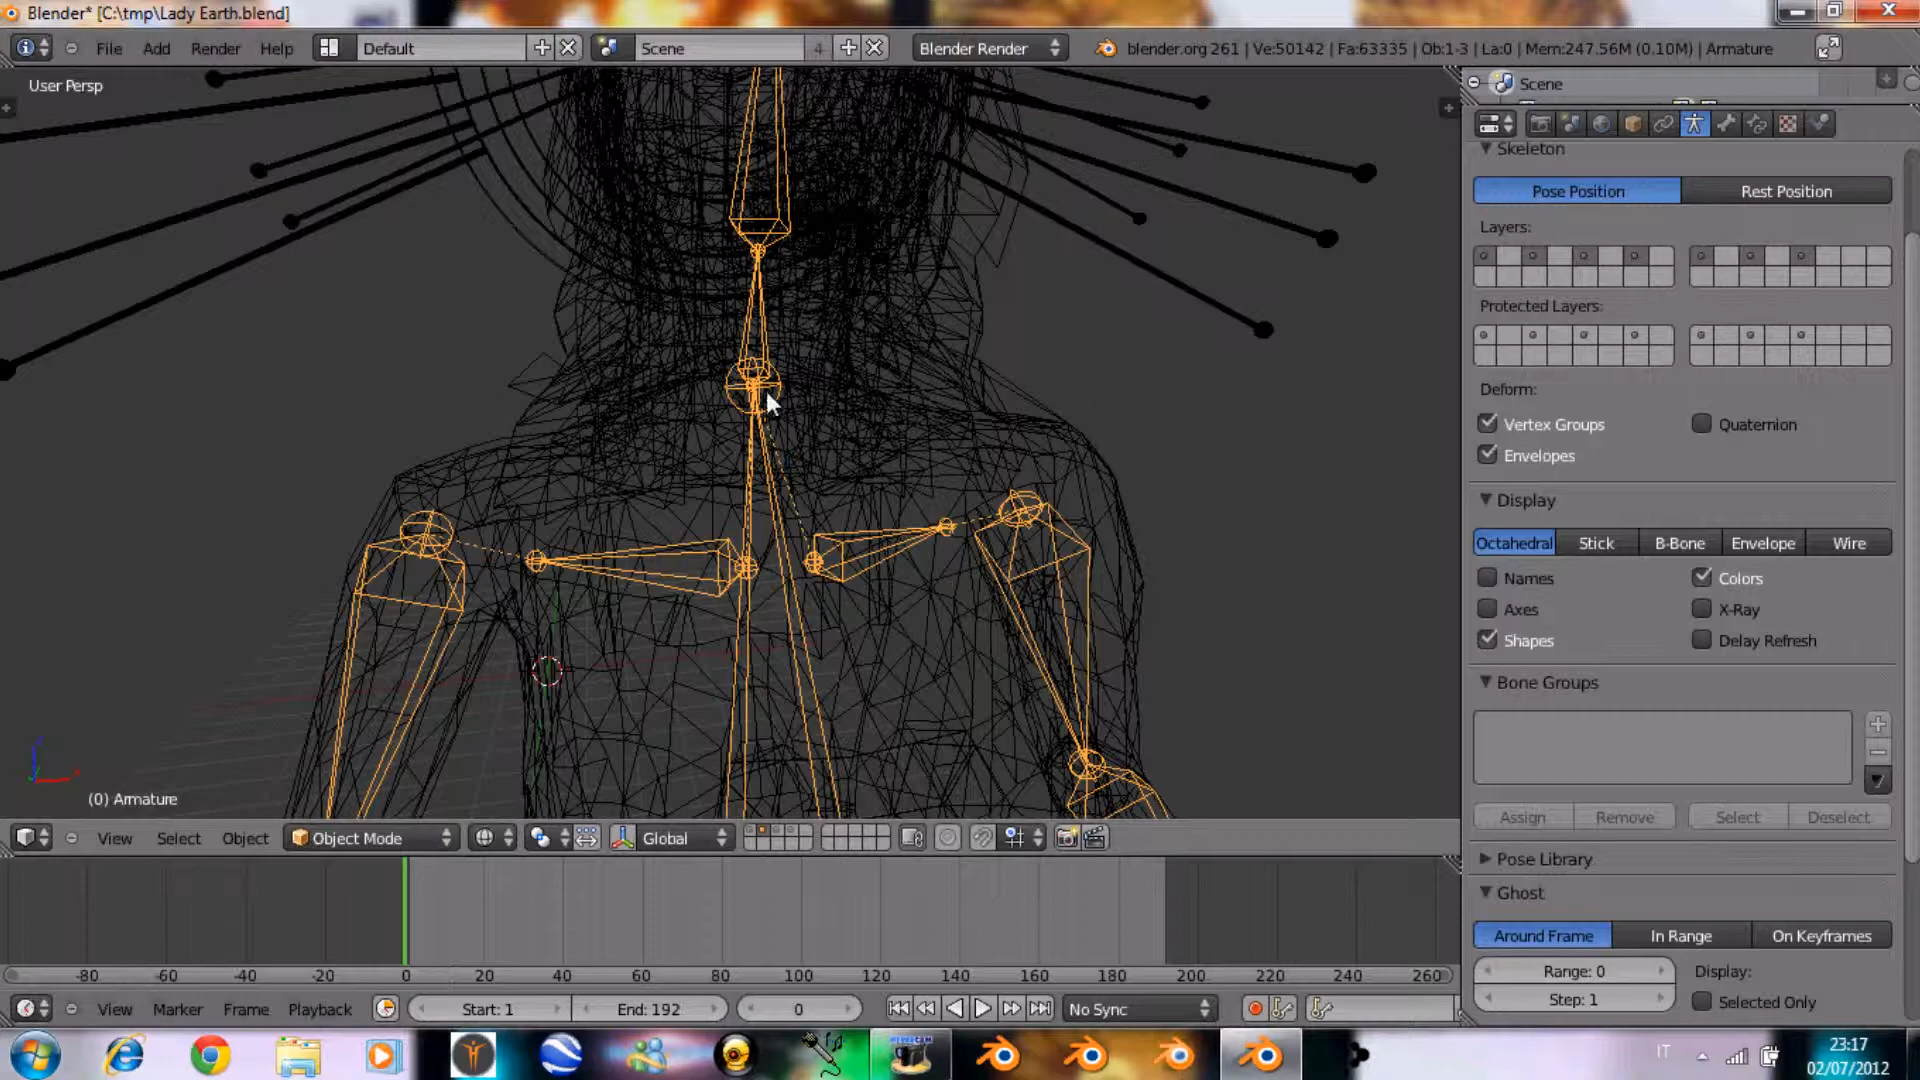 Blender* [C:\tmp\Lady Earth.blend]
File Add Render Help Default Scene 4 Blender Render blender.org 261 | Ve:50142 | Fa:63335 | Ob:1-3 | La:0 | Mem:247.56M (0.10M) | Armature
User Persp
Scene
Skeleton
Pose Position Rest Position
Layers:
Protected Layers:
Deform:
Vertex Groups Quaternion
Envelopes
Display
Octahedral Stick B-Bone Envelope Wire
Names Colors
Axes X-Ray
Shapes Delay Refresh
Bone Groups
(0) Armature
Assign Remove Select Deselect
View Select Object Object Mode Global
Pose Library
Ghost
Around Frame In Range On Keyframes
-80 -60 -40 -20 0 20 40 60 80 100 120 140 160 180 200 220 240 260
Range: 0 Display:
Step: 1 Selected Only
View Marker Frame Playback Start: 1 End: 192 0 No Sync
IT
23:17
02/07/2012